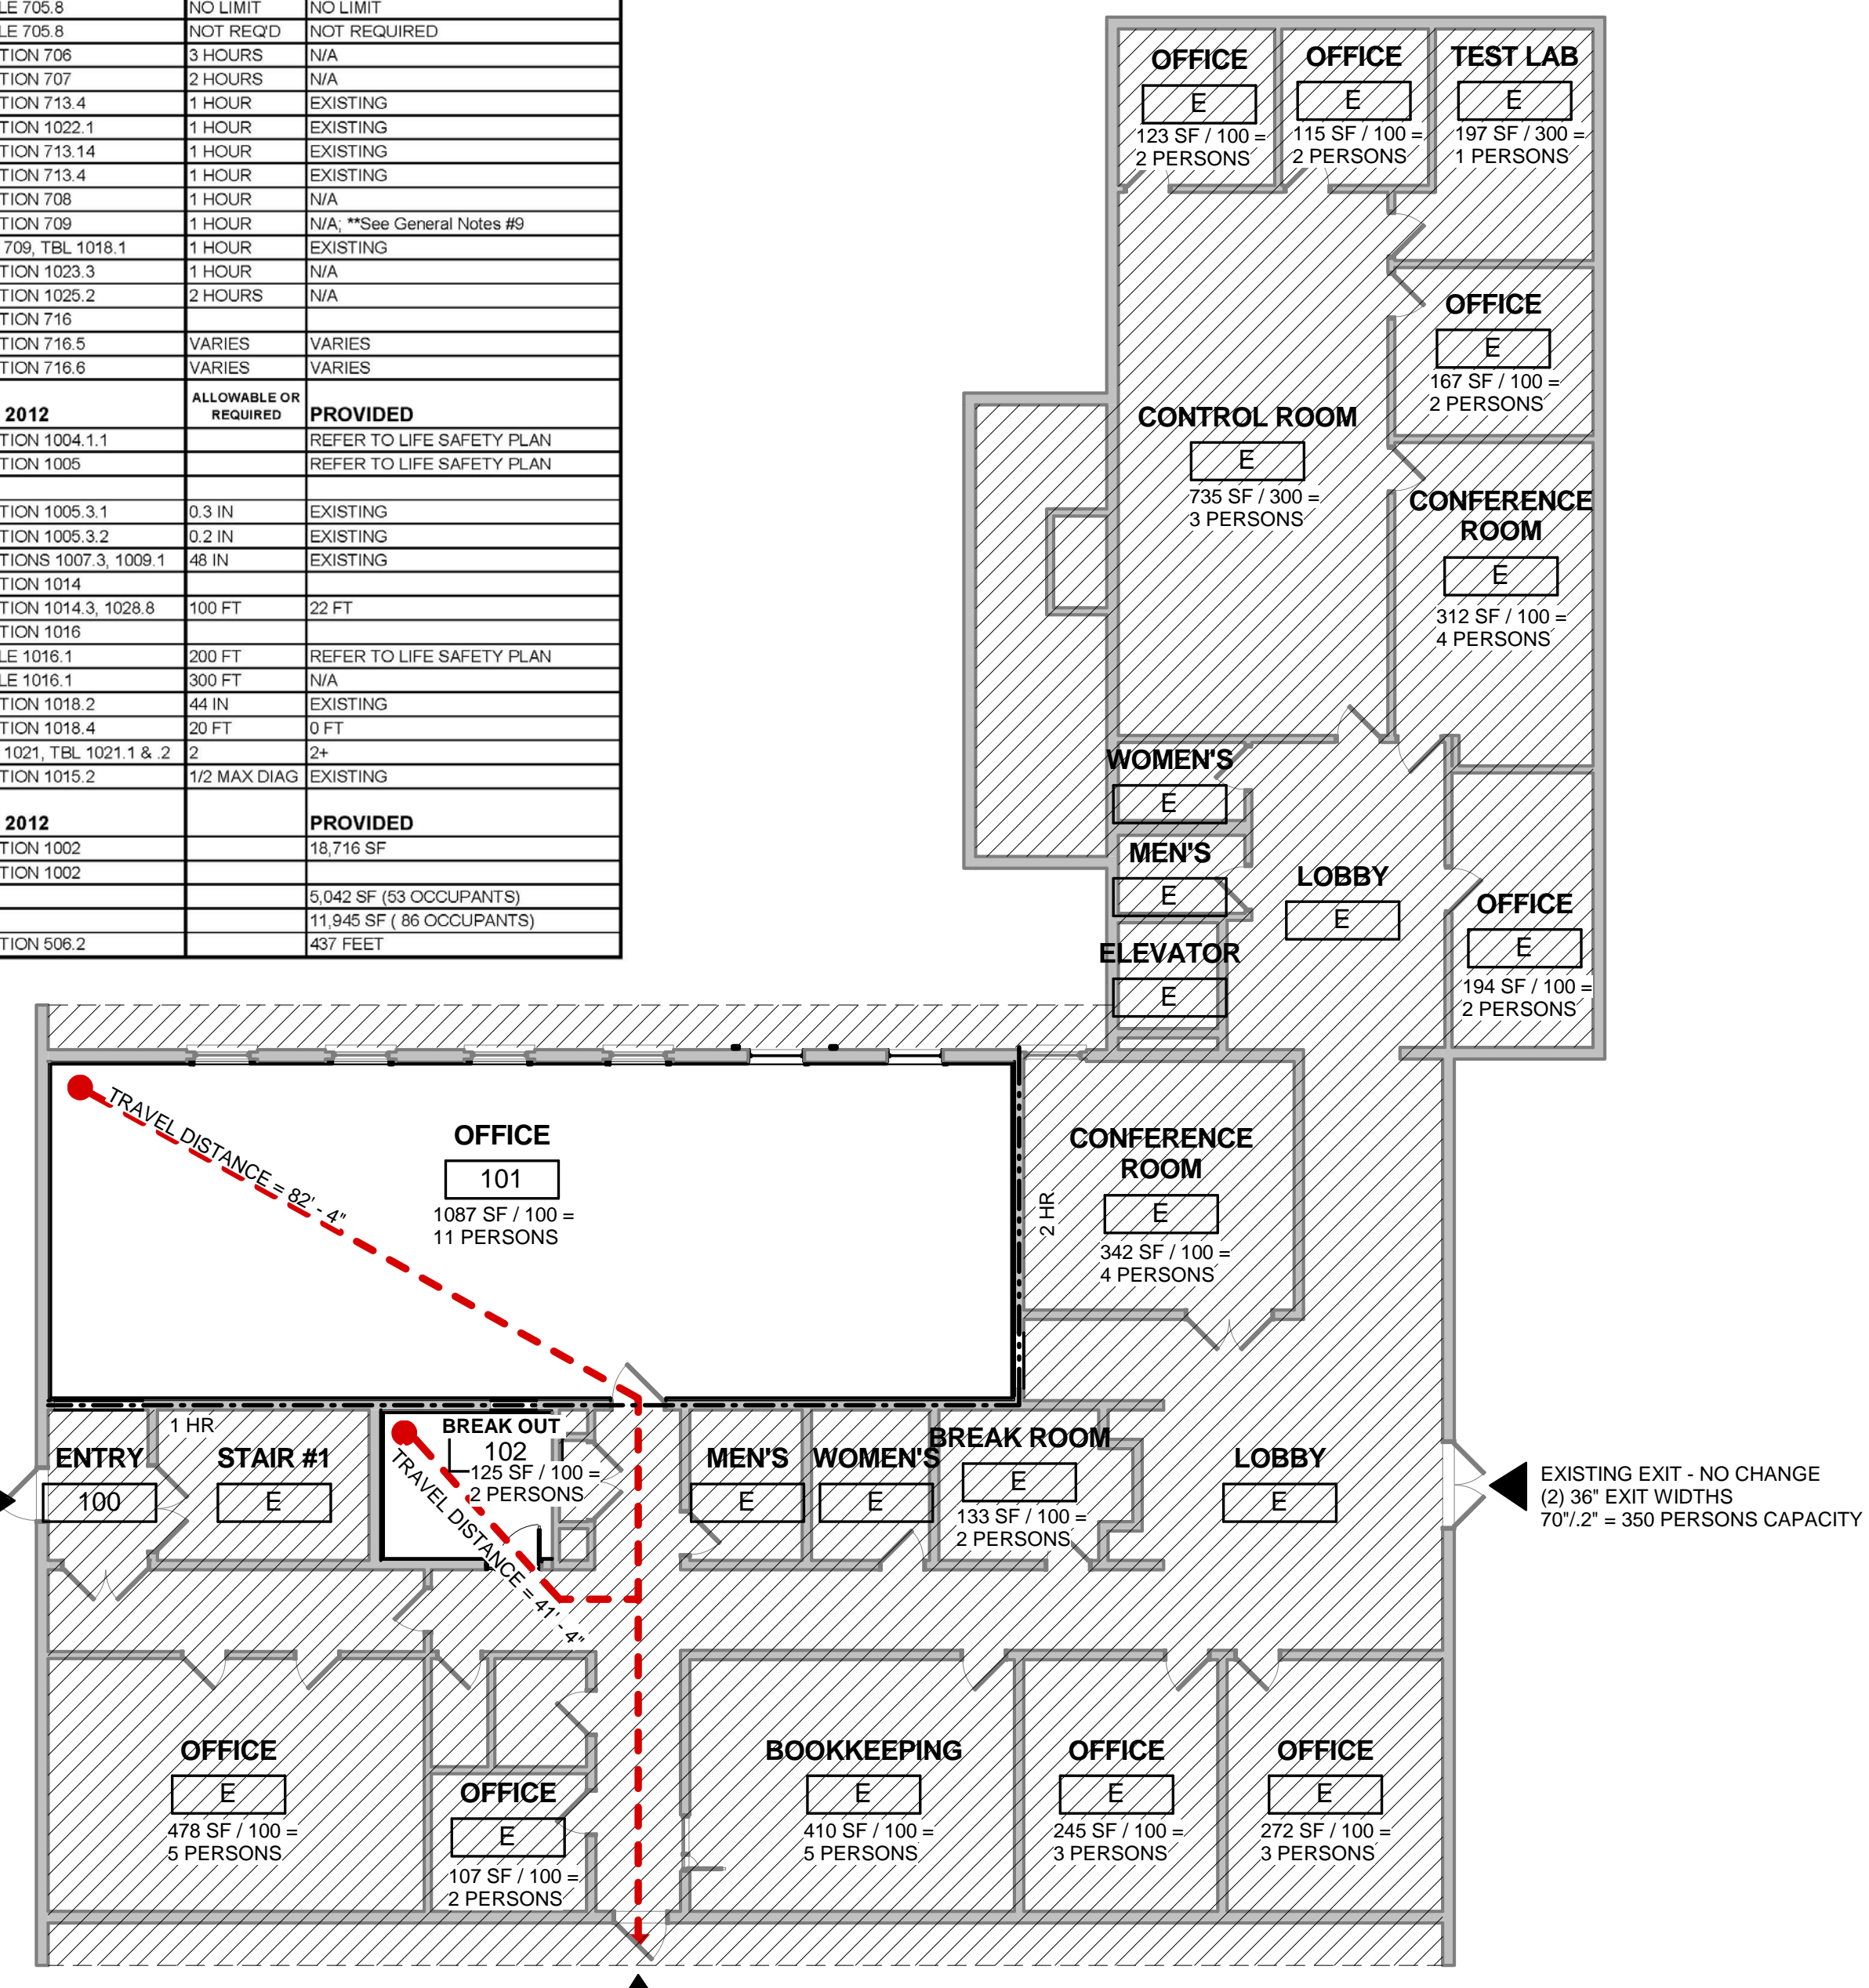 LE 705.8 NO LIMIT NO LIMIT
LE 705.8 NOT REQ'D NOT REQUIRED
TION 706 3 HOURS N/A
TION 707 2 HOURS N/A
TION 713.4 1 HOUR EXISTING
TION 1022.1 1 HOUR EXISTING
TION 713.14 1 HOUR EXISTING
TION 713.4 1 HOUR EXISTING
TION 708 1 HOUR N/A
TION 709 1 HOUR N/A; **See General Notes #9
709, TBL 1018.1 1 HOUR EXISTING
TION 1023.3 1 HOUR N/A
TION 1025.2 2 HOURS N/A
TION 716
TION 716.5 VARIES VARIES
TION 716.6 VARIES VARIES
2012 ALLOWABLE OR REQUIRED PROVIDED
TION 1004.1.1 REFER TO LIFE SAFETY PLAN
TION 1005 REFER TO LIFE SAFETY PLAN
TION 1005.3.1 0.3 IN EXISTING
TION 1005.3.2 0.2 IN EXISTING
TIONS 1007.3, 1009.1 48 IN EXISTING
TION 1014
TION 1014.3, 1028.8 100 FT 22 FT
TION 1016
LE 1016.1 200 FT REFER TO LIFE SAFETY PLAN
LE 1016.1 300 FT N/A
TION 1018.2 44 IN EXISTING
TION 1018.4 20 FT 0 FT
1021, TBL 1021.1 & .2 2 2+
TION 1015.2 1/2 MAX DIAG EXISTING
2012 PROVIDED
TION 1002 18,716 SF
TION 1002
5,042 SF (53 OCCUPANTS)
11,945 SF ( 86 OCCUPANTS)
TION 506.2 437 FEET
OFFICE
E
123 SF / 100 =
2 PERSONS
OFFICE
E
115 SF / 100 =
2 PERSONS
TEST LAB
E
197 SF / 300 =
1 PERSONS
OFFICE
E
167 SF / 100 =
2 PERSONS
CONTROL ROOM
E
735 SF / 300 =
3 PERSONS
CONFERENCE
ROOM
E
312 SF / 100 =
4 PERSONS
WOMEN'S
E
MEN'S
E
ELEVATOR
E
LOBBY
E
OFFICE
E
194 SF / 100 =
2 PERSONS
TRAVEL DISTANCE = 82' - 4"
OFFICE
101
1087 SF / 100 =
11 PERSONS
2 HR
CONFERENCE
ROOM
E
342 SF / 100 =
4 PERSONS
ENTRY
100
1 HR
STAIR #1
E
BREAK OUT
102
125 SF / 100 =
2 PERSONS
TRAVEL DISTANCE = 41' - 4"
MEN'S
E
WOMEN'S
E
BREAK ROOM
E
133 SF / 100 =
2 PERSONS
LOBBY
E
EXISTING EXIT - NO CHANGE
(2) 36" EXIT WIDTHS
70"/.2" = 350 PERSONS CAPACITY
OFFICE
E
478 SF / 100 =
5 PERSONS
OFFICE
E
107 SF / 100 =
2 PERSONS
BOOKKEEPING
E
410 SF / 100 =
5 PERSONS
OFFICE
E
245 SF / 100 =
3 PERSONS
OFFICE
E
272 SF / 100 =
3 PERSONS